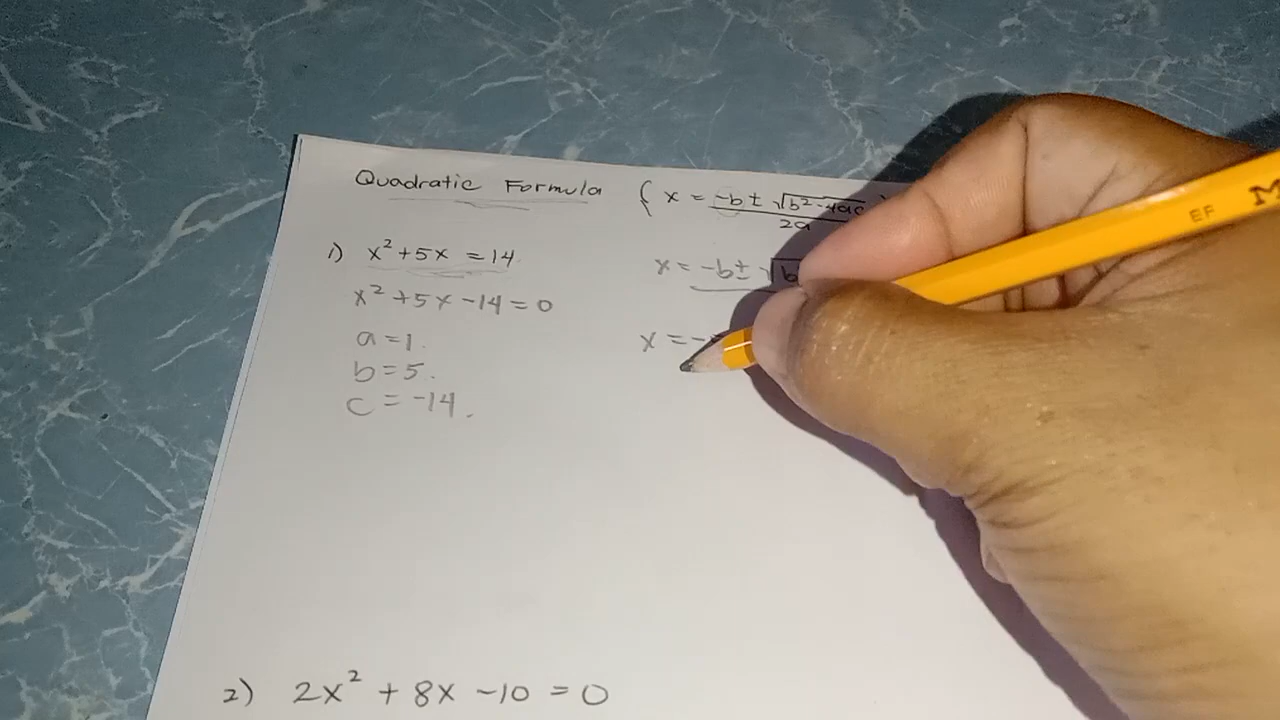 Quadratic Formula { x = -b ± √b² - 4ac / 2a
1) x² + 5x = 14
x² + 5x - 14 = 0
a = 1.
b = 5.
c = -14.
x = -b ± √b
x = -
2) 2x² + 8x - 10 = 0
EF